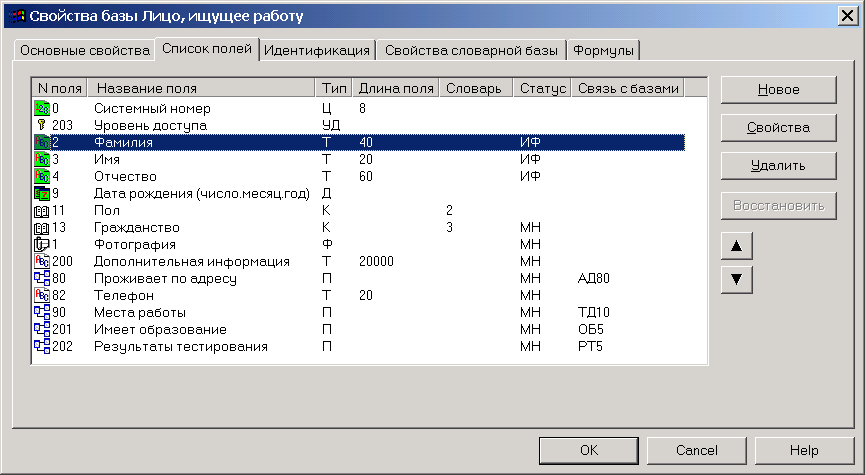 Свойства базы Лицо, ищущее работу
Основные свойства Список полей Идентификация Свойства словарной базы Формулы
N поля Название поля Тип Длина поля Словарь Статус Связь с базами
0 Системный номер Ц 8
203 Уровень доступа УД
2 Фамилия Т 40 ИФ
3 Имя Т 20 ИФ
4 Отчество Т 60 ИФ
9 Дата рождения (число.месяц.год) Д
11 Пол К 2
13 Гражданство К 3 МН
1 Фотография Ф МН
200 Дополнительная информация Т 20000 МН
80 Проживает по адресу П МН АД80
82 Телефон Т 20 МН
90 Места работы П МН ТД10
201 Имеет образование П МН ОБ5
202 Результаты тестирования П МН РТ5
Новое
Свойства
Удалить
Восстановить
OK Cancel Help